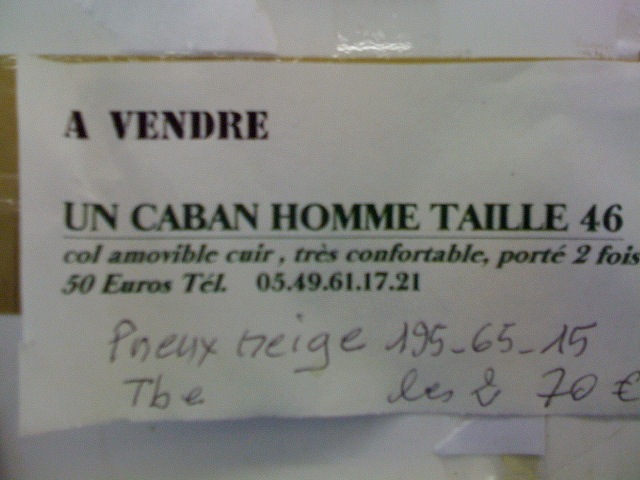 A VENDRE
UN CABAN HOMME TAILLE 46
col amovible cuir , très confortable, porté 2 fois
50 Euros Tél. 05.49.61.17.21
Pneux neige 195-65-15
Tbe les 2 70 €